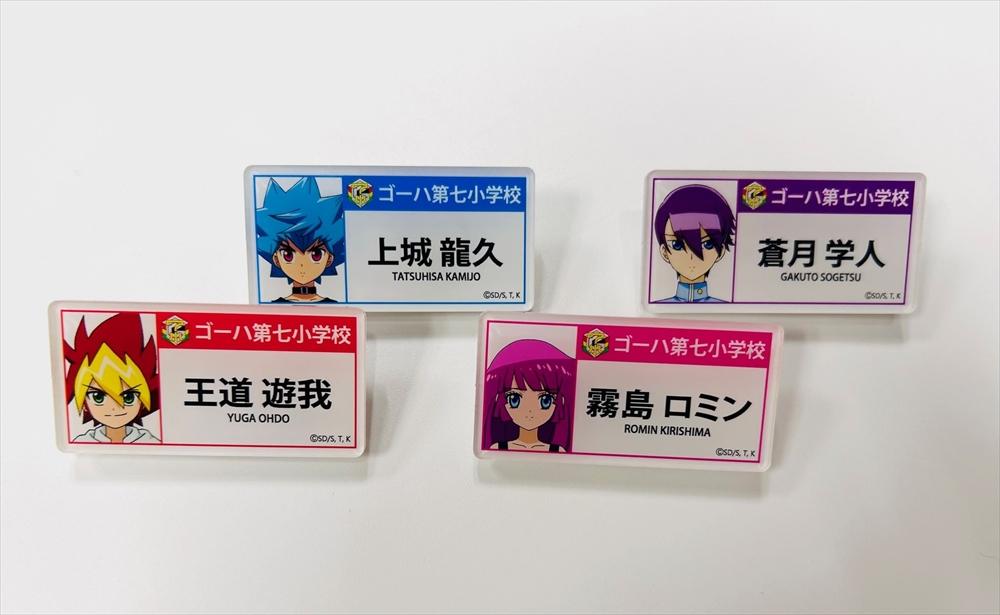 ゴーハ第七小学校
上城 龍久
TATSUHISA KAMIJO
©SD/S, T, K
ゴーハ第七小学校
蒼月 学人
GAKUTO SOGETSU
©SD/S, T, K
ゴーハ第七小学校
王道 遊我
YUGA OHDO
©SD/S, T, K
ゴーハ第七小学校
霧島 ロミン
ROMIN KIRISHIMA
©SD/S, T, K